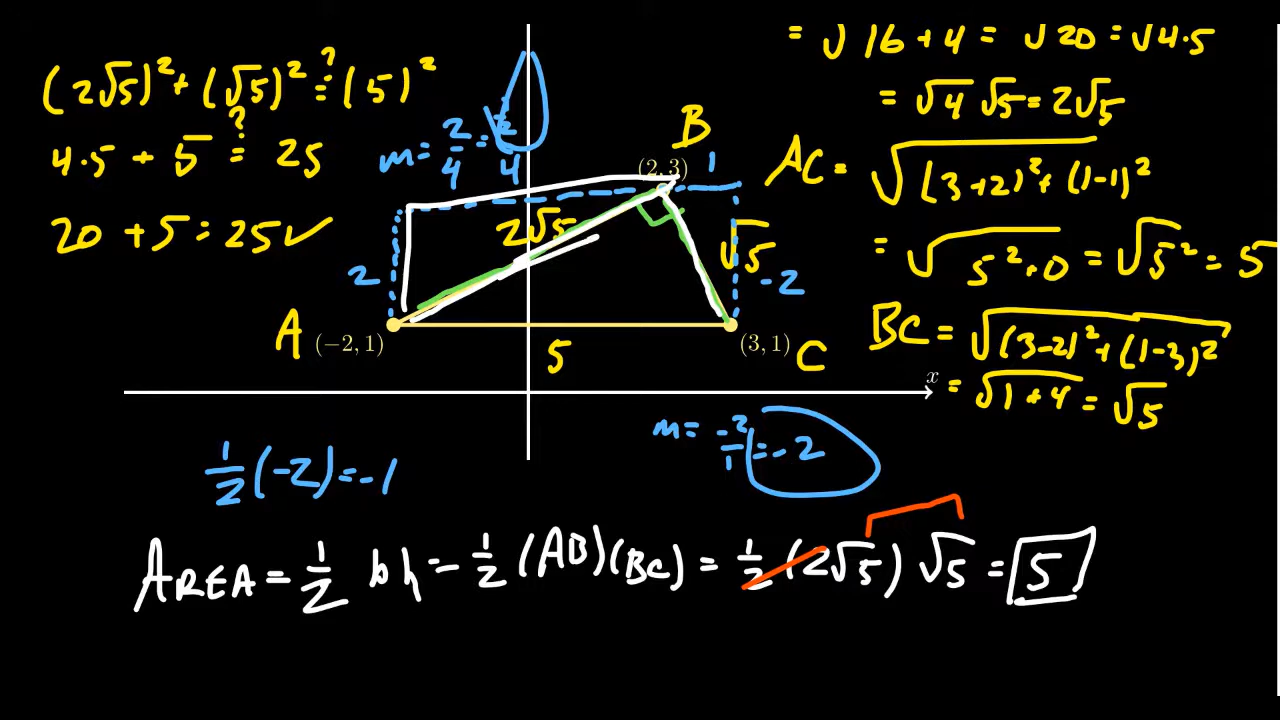 (2√5)² + (√5)² ≟ (5)²
4·5 + 5 ≟ 25
20 + 5 = 25 ✓
m = 2/4 =
2
2√5
B
(2, 3)
1
√5
-2
A (−2, 1)
5
(3, 1) C
x
= √16+4 = √20 = √4·5
= √4 √5 = 2√5
AC = √(3+2)²+(1-1)²
= √5²+0 = √5² = 5
BC = √(3-2)²+(1-3)²
= √1+4 = √5
m = -2/1 = -2
1/2 (-2) = -1
AREA = 1/2 bh = 1/2 (AB)(BC) = 1/2 (2√5) √5 = 5